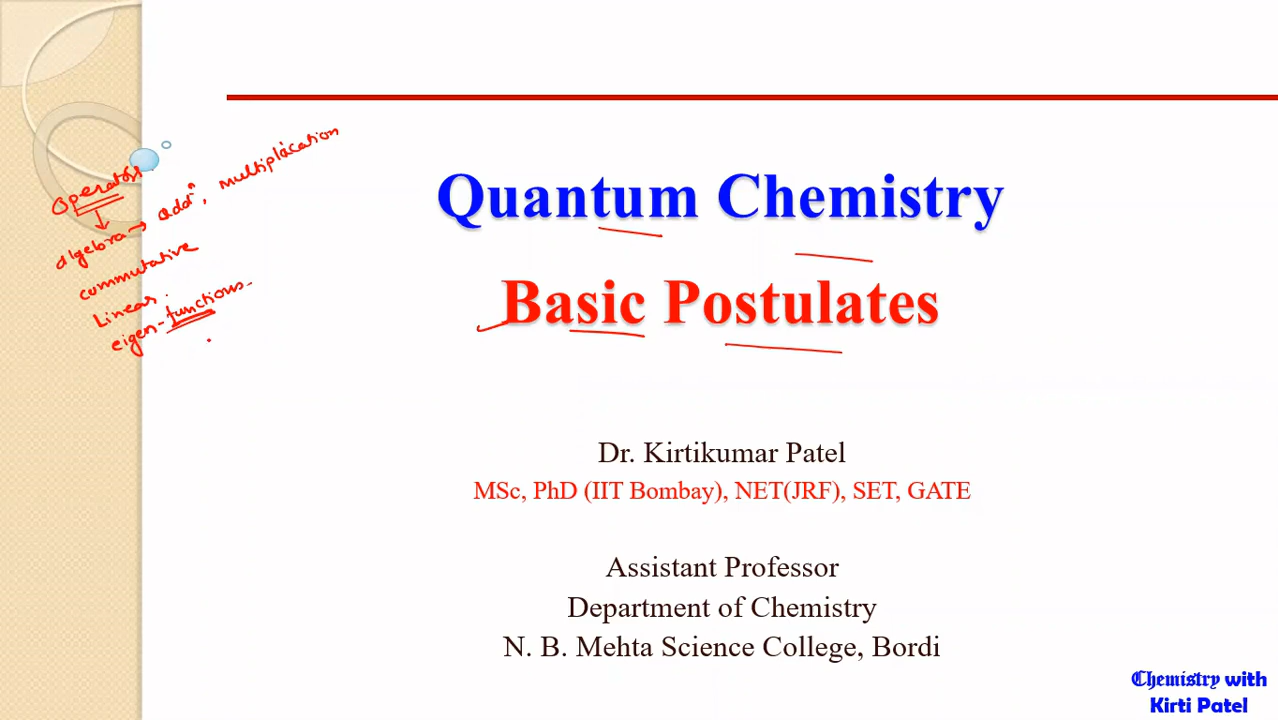 Operators
algebra → addⁿ, multiplication
commutative
Linear
eigen-functions
Quantum Chemistry
Basic Postulates
Dr. Kirtikumar Patel
MSc, PhD (IIT Bombay), NET(JRF), SET, GATE
Assistant Professor
Department of Chemistry
N. B. Mehta Science College, Bordi
Chemistry with
Kirti Patel